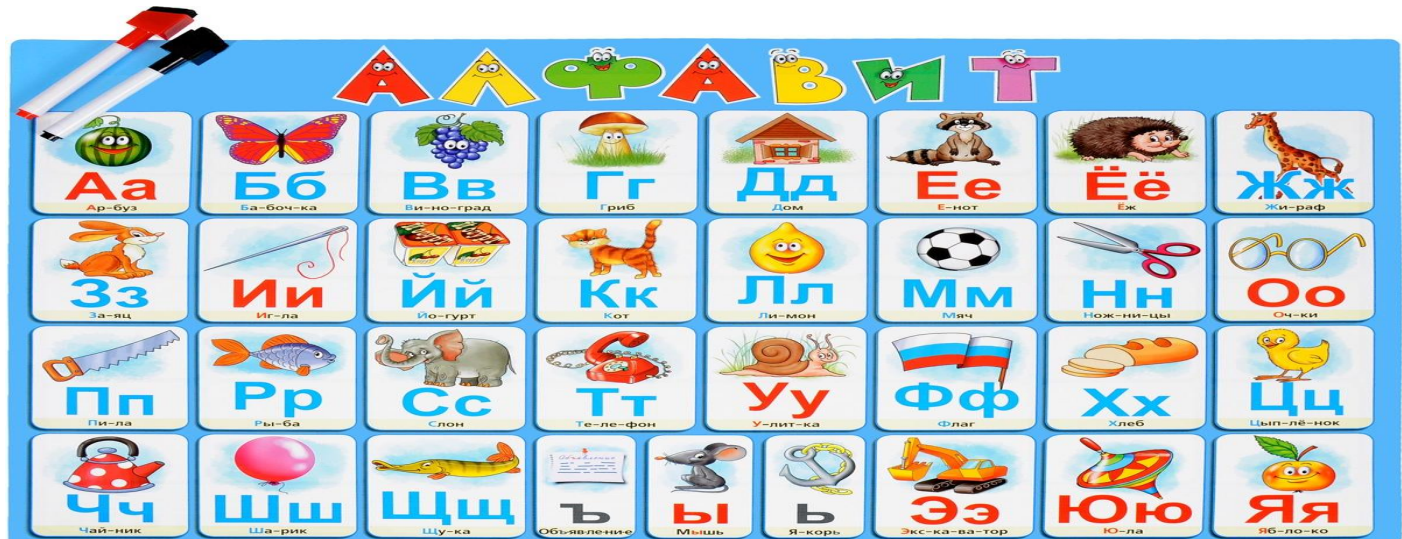 АЛФАВИТ
Аа Бб Вв Гг Дд Ее Ёё Жж
Ар-буз Ба-боч-ка Ви-но-град Гриб Дом Е-нот Ёж Жи-раф
Зз Ии Йй Кк Лл Мм Нн Оо
За-яц Иг-ла Йо-гурт Кот Ли-мон Мяч Нож-ни-цы Оч-ки
Пп Рр Сс Тт Уу Фф Хх Цц
Пи-ла Ры-ба Слон Те-ле-фон У-лит-ка Флаг Хлеб Цып-лё-нок
Объявление
Чч Шш Щщ Ъ Ы Ь Ээ Юю Яя
Чай-ник Ша-рик Щу-ка Объ-яв-ле-ни-е Мышь Я-корь Экс-ка-ва-тор Ю-ла Яб-ло-ко